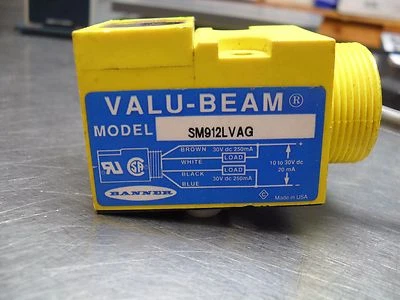 VALU-BEAM®
MODEL SM912LVAG
BROWN 30V dc 250mA +
WHITE LOAD
BLACK LOAD
BLUE 30V dc 250mA -
10 to 30V dc
20 mA
BANNER
Made in USA